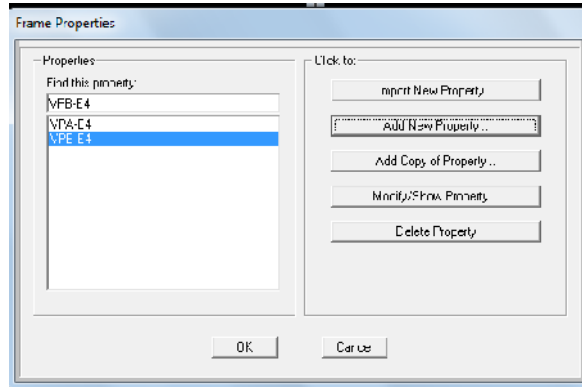 Frame Properties
Properties
Find this property:
VPB-E4
VPA-E4
VPB-E4
Click to:
Import New Property...
Add New Property...
Add Copy of Property...
Modify/Show Property...
Delete Property
OK
Cancel